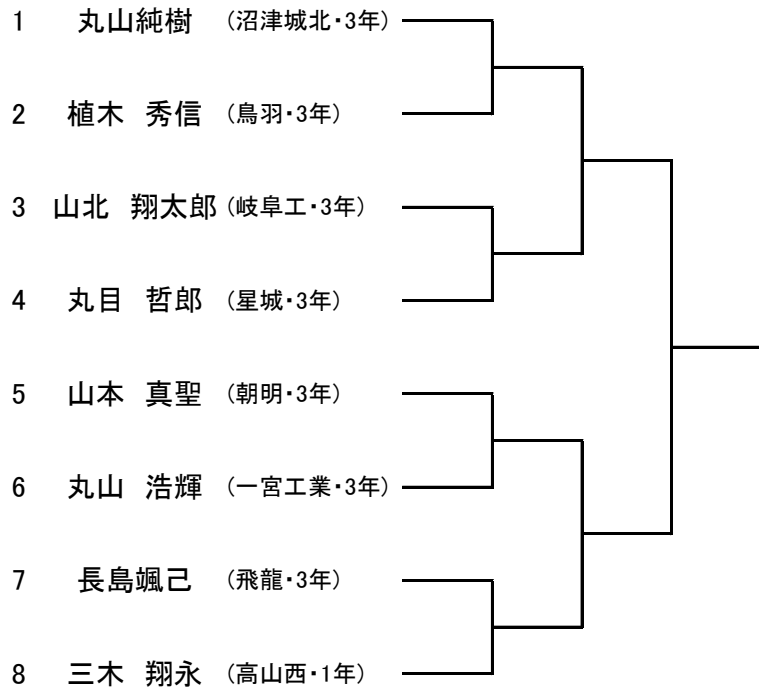 1 丸山純樹 (沼津城北・3年)
2 植木 秀信 (鳥羽・3年)
3 山北 翔太郎 (岐阜工・3年)
4 丸目 哲郎 (星城・3年)
5 山本 真聖 (朝明・3年)
6 丸山 浩輝 (一宮工業・3年)
7 長島颯己 (飛龍・3年)
8 三木 翔永 (高山西・1年)